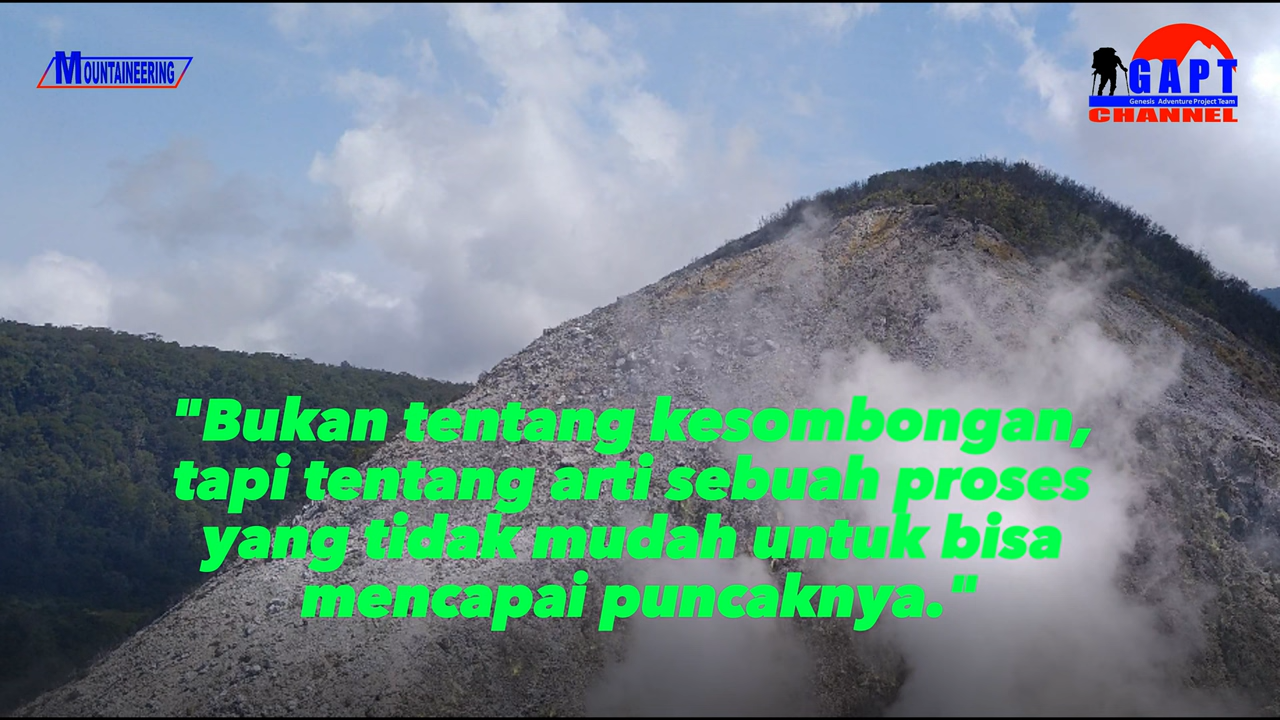 MOUNTAINEERING
GAPT
Genesis Adventure Project Team
CHANNEL
"Bukan tentang kesombongan,
tapi tentang arti sebuah proses
yang tidak mudah untuk bisa
mencapai puncaknya."